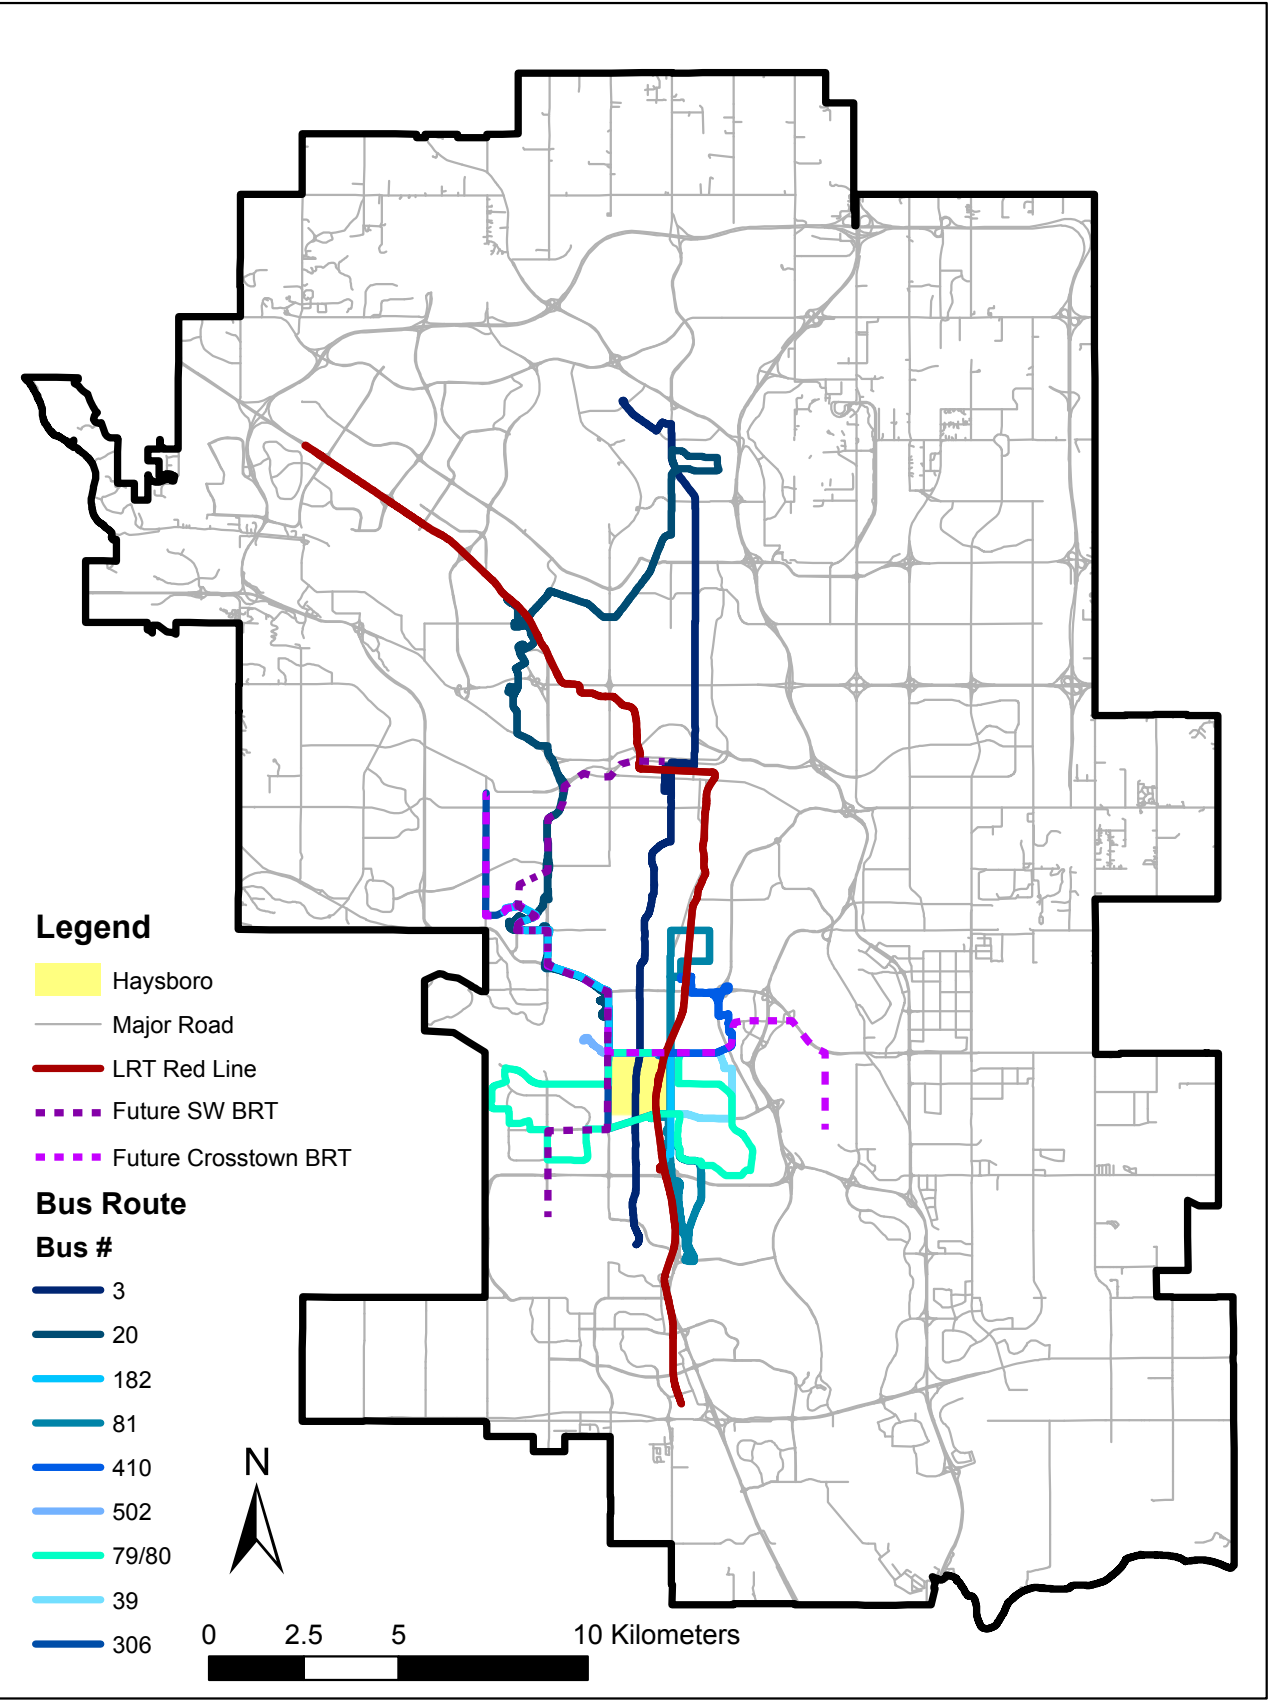 Legend
Haysboro
Major Road
LRT Red Line
Future SW BRT
Future Crosstown BRT
Bus Route
Bus #
3
20
182
81
410
502
79/80
39
306
N
0 2.5 5 10 Kilometers